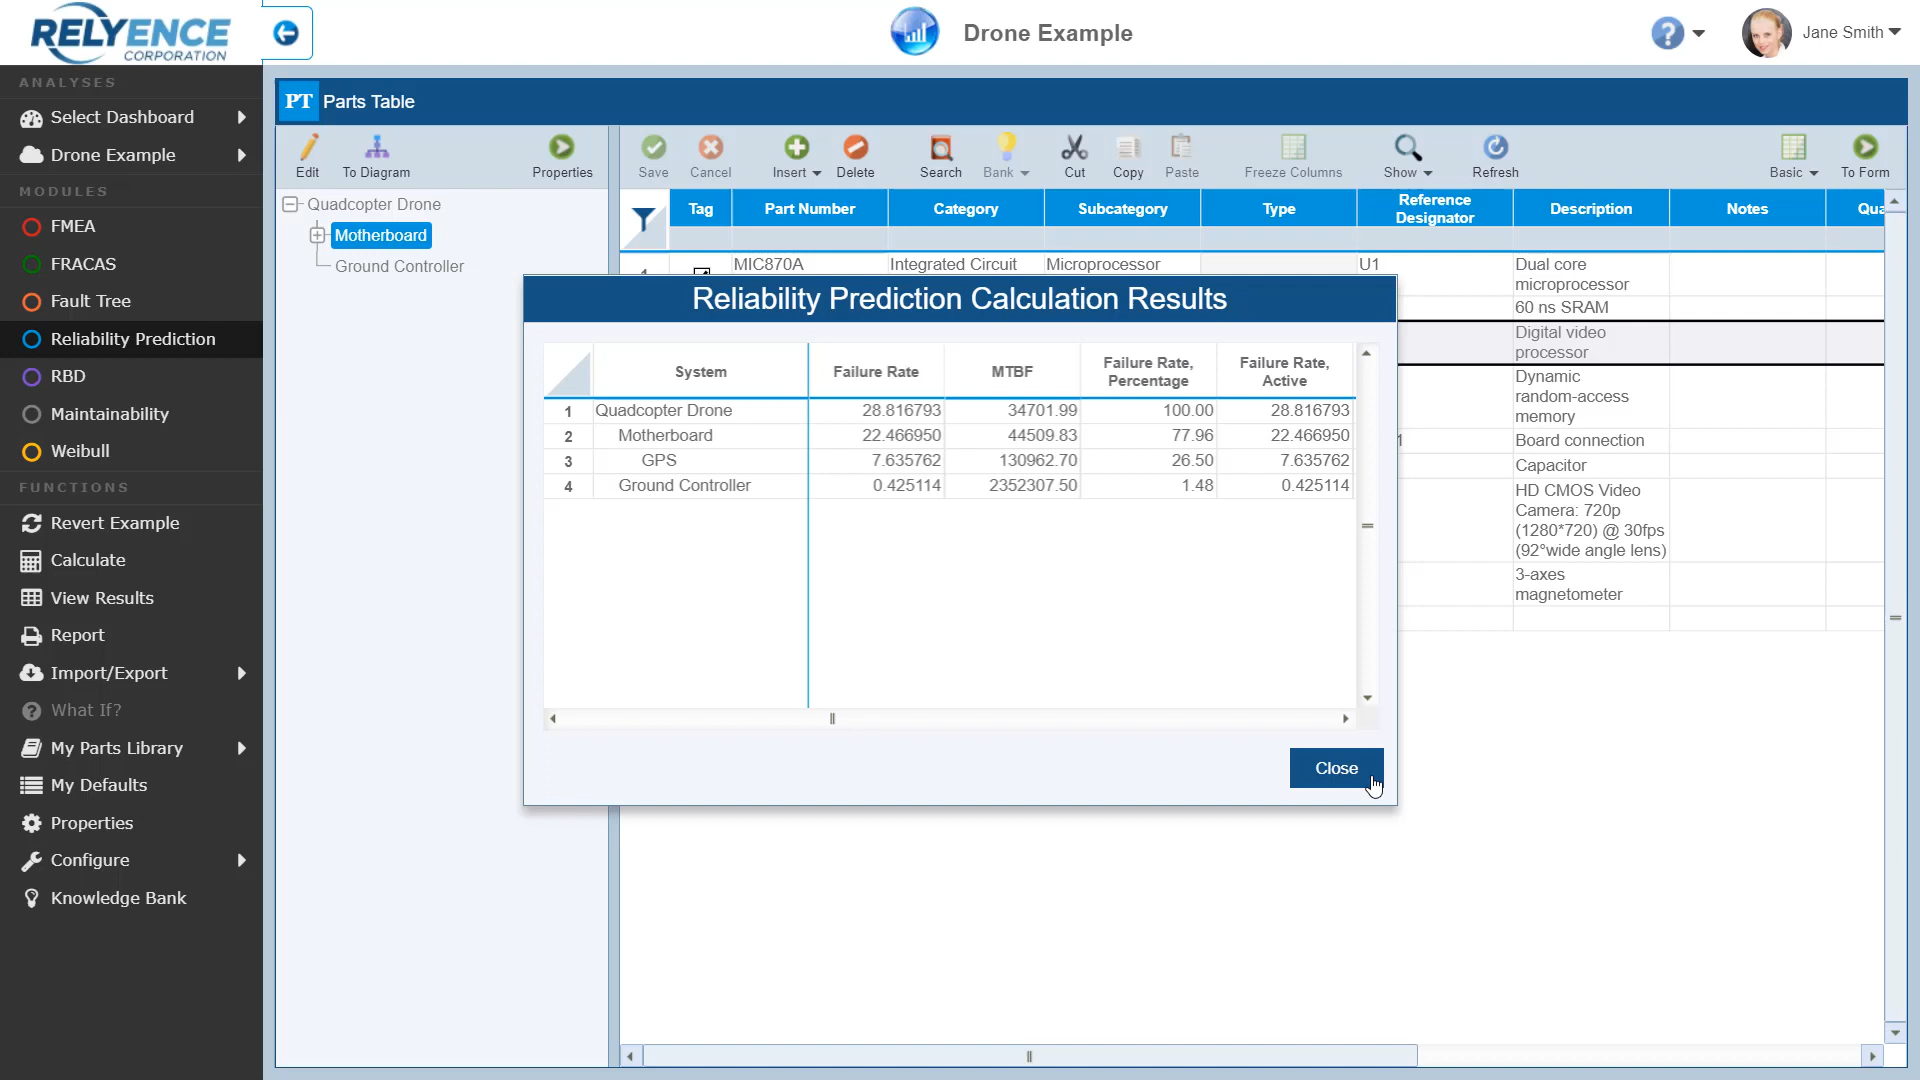 RELYENCE
CORPORATION
Drone Example
?
Jane Smith
ANALYSES
Select Dashboard
Drone Example
MODULES
FMEA
FRACAS
Fault Tree
Reliability Prediction
RBD
Maintainability
Weibull
FUNCTIONS
Revert Example
Calculate
View Results
Report
Import/Export
What If?
My Parts Library
My Defaults
Properties
Configure
Knowledge Bank
PT Parts Table
Edit To Diagram Properties
Save Cancel Insert Delete Search Bank Cut Copy Paste Freeze Columns Show Refresh Basic To Form
Quadcopter Drone
Motherboard
Ground Controller
Tag Part Number Category Subcategory Type Reference Designator Description Notes Qua
MIC870A Integrated Circuit Microprocessor U1 Dual core
microprocessor
60 ns SRAM
Digital video
processor
Dynamic
random-access
memory
Board connection
Capacitor
HD CMOS Video
Camera: 720p
(1280*720) @ 30fps
(92°wide angle lens)
3-axes
magnetometer
Reliability Prediction Calculation Results
System Failure Rate MTBF Failure Rate, Percentage Failure Rate, Active
1 Quadcopter Drone 28.816793 34701.99 100.00 28.816793
2 Motherboard 22.466950 44509.83 77.96 22.466950
3 GPS 7.635762 130962.70 26.50 7.635762
4 Ground Controller 0.425114 2352307.50 1.48 0.425114
Close